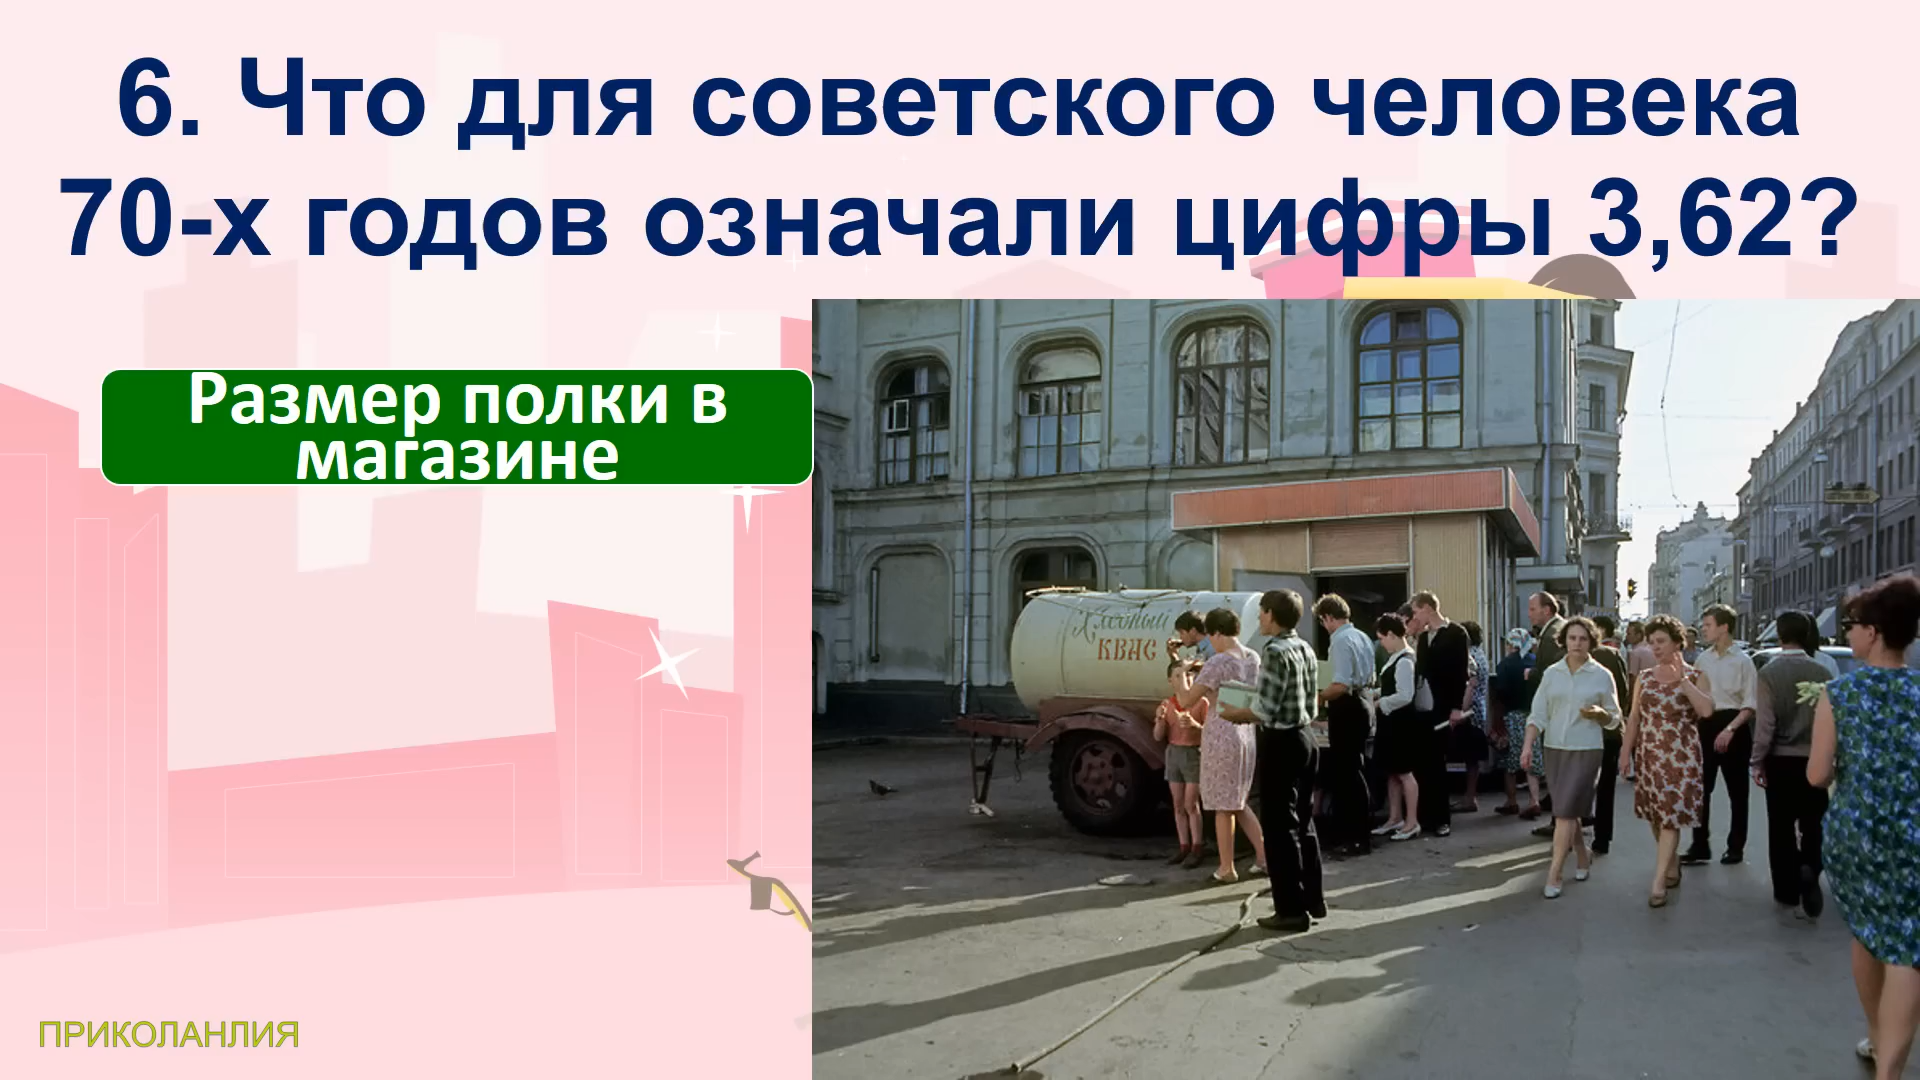 6. Что для советского человека
70-х годов означали цифры 3,62?
Размер полки в
магазине
Хлебный
КВАС
ПРИКОЛАНЛИЯ